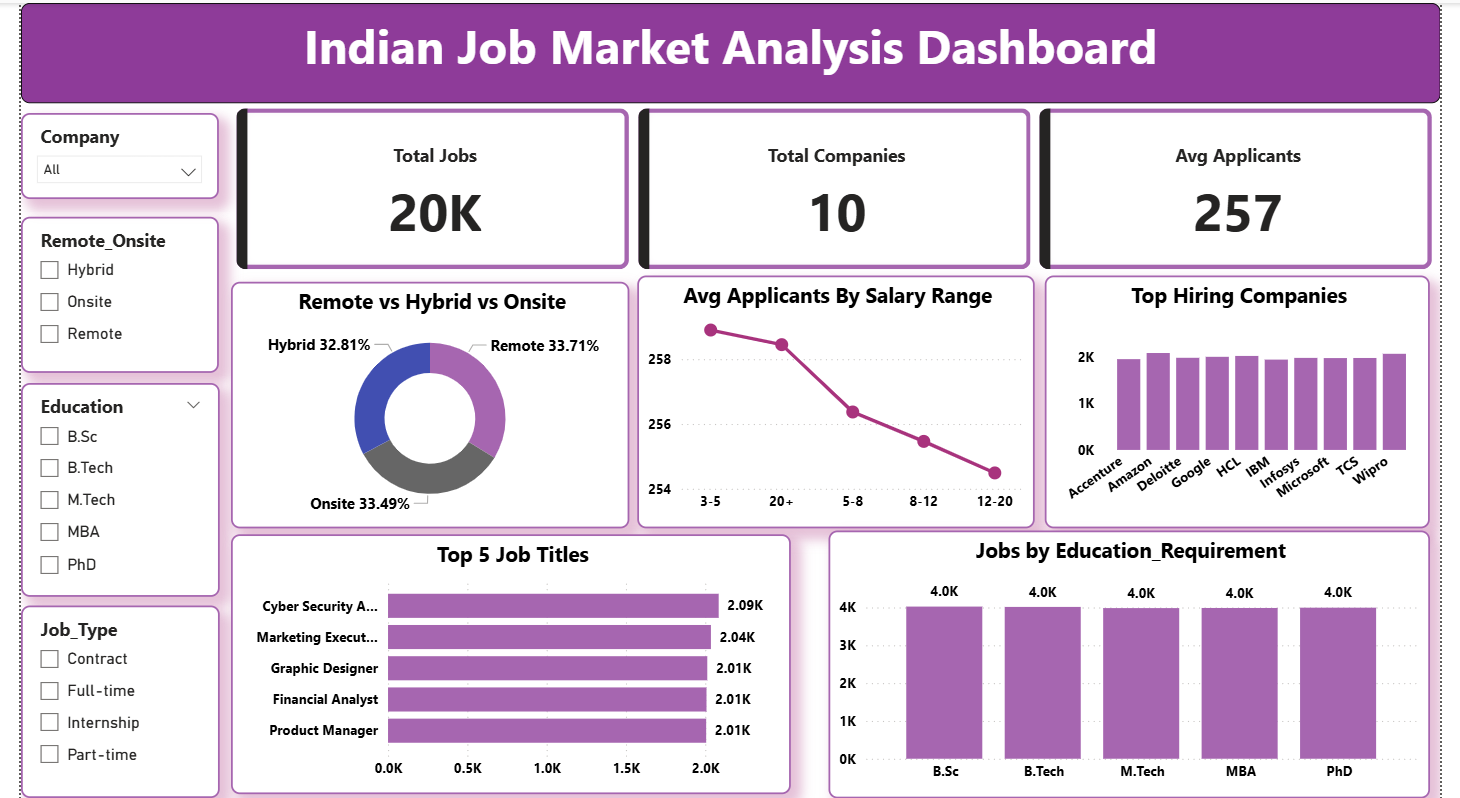 Indian Job Market Analysis Dashboard
Company
All
Remote_Onsite
Hybrid
Onsite
Remote
Education
B.Sc
B.Tech
M.Tech
MBA
PhD
Job_Type
Contract
Full-time
Internship
Part-time
Total Jobs
20K
Total Companies
10
Avg Applicants
257
Remote vs Hybrid vs Onsite
Hybrid 32.81%
Remote 33.71%
Onsite 33.49%
Avg Applicants By Salary Range
258
256
254
3-5 20+ 5-8 8-12 12-20
Top Hiring Companies
2K
1K
0K
Accenture Amazon Deloitte Google HCL IBM Infosys Microsoft TCS Wipro
Top 5 Job Titles
Cyber Security A... 2.09K
Marketing Execut... 2.04K
Graphic Designer 2.01K
Financial Analyst 2.01K
Product Manager 2.01K
0.0K 0.5K 1.0K 1.5K 2.0K
Jobs by Education_Requirement
4.0K 4.0K 4.0K 4.0K 4.0K
4K
3K
2K
1K
0K
B.Sc B.Tech M.Tech MBA PhD